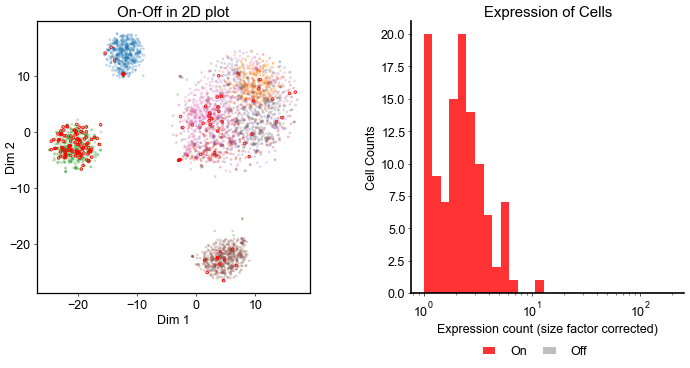 On-Off in 2D plot
Dim 2
10
0
−10
−20
−20
−10
0
10
Dim 1
Expression of Cells
Cell Counts
20.0
17.5
15.0
12.5
10.0
7.5
5.0
2.5
0.0
10^0
10^1
10^2
Expression count (size factor corrected)
On
Off